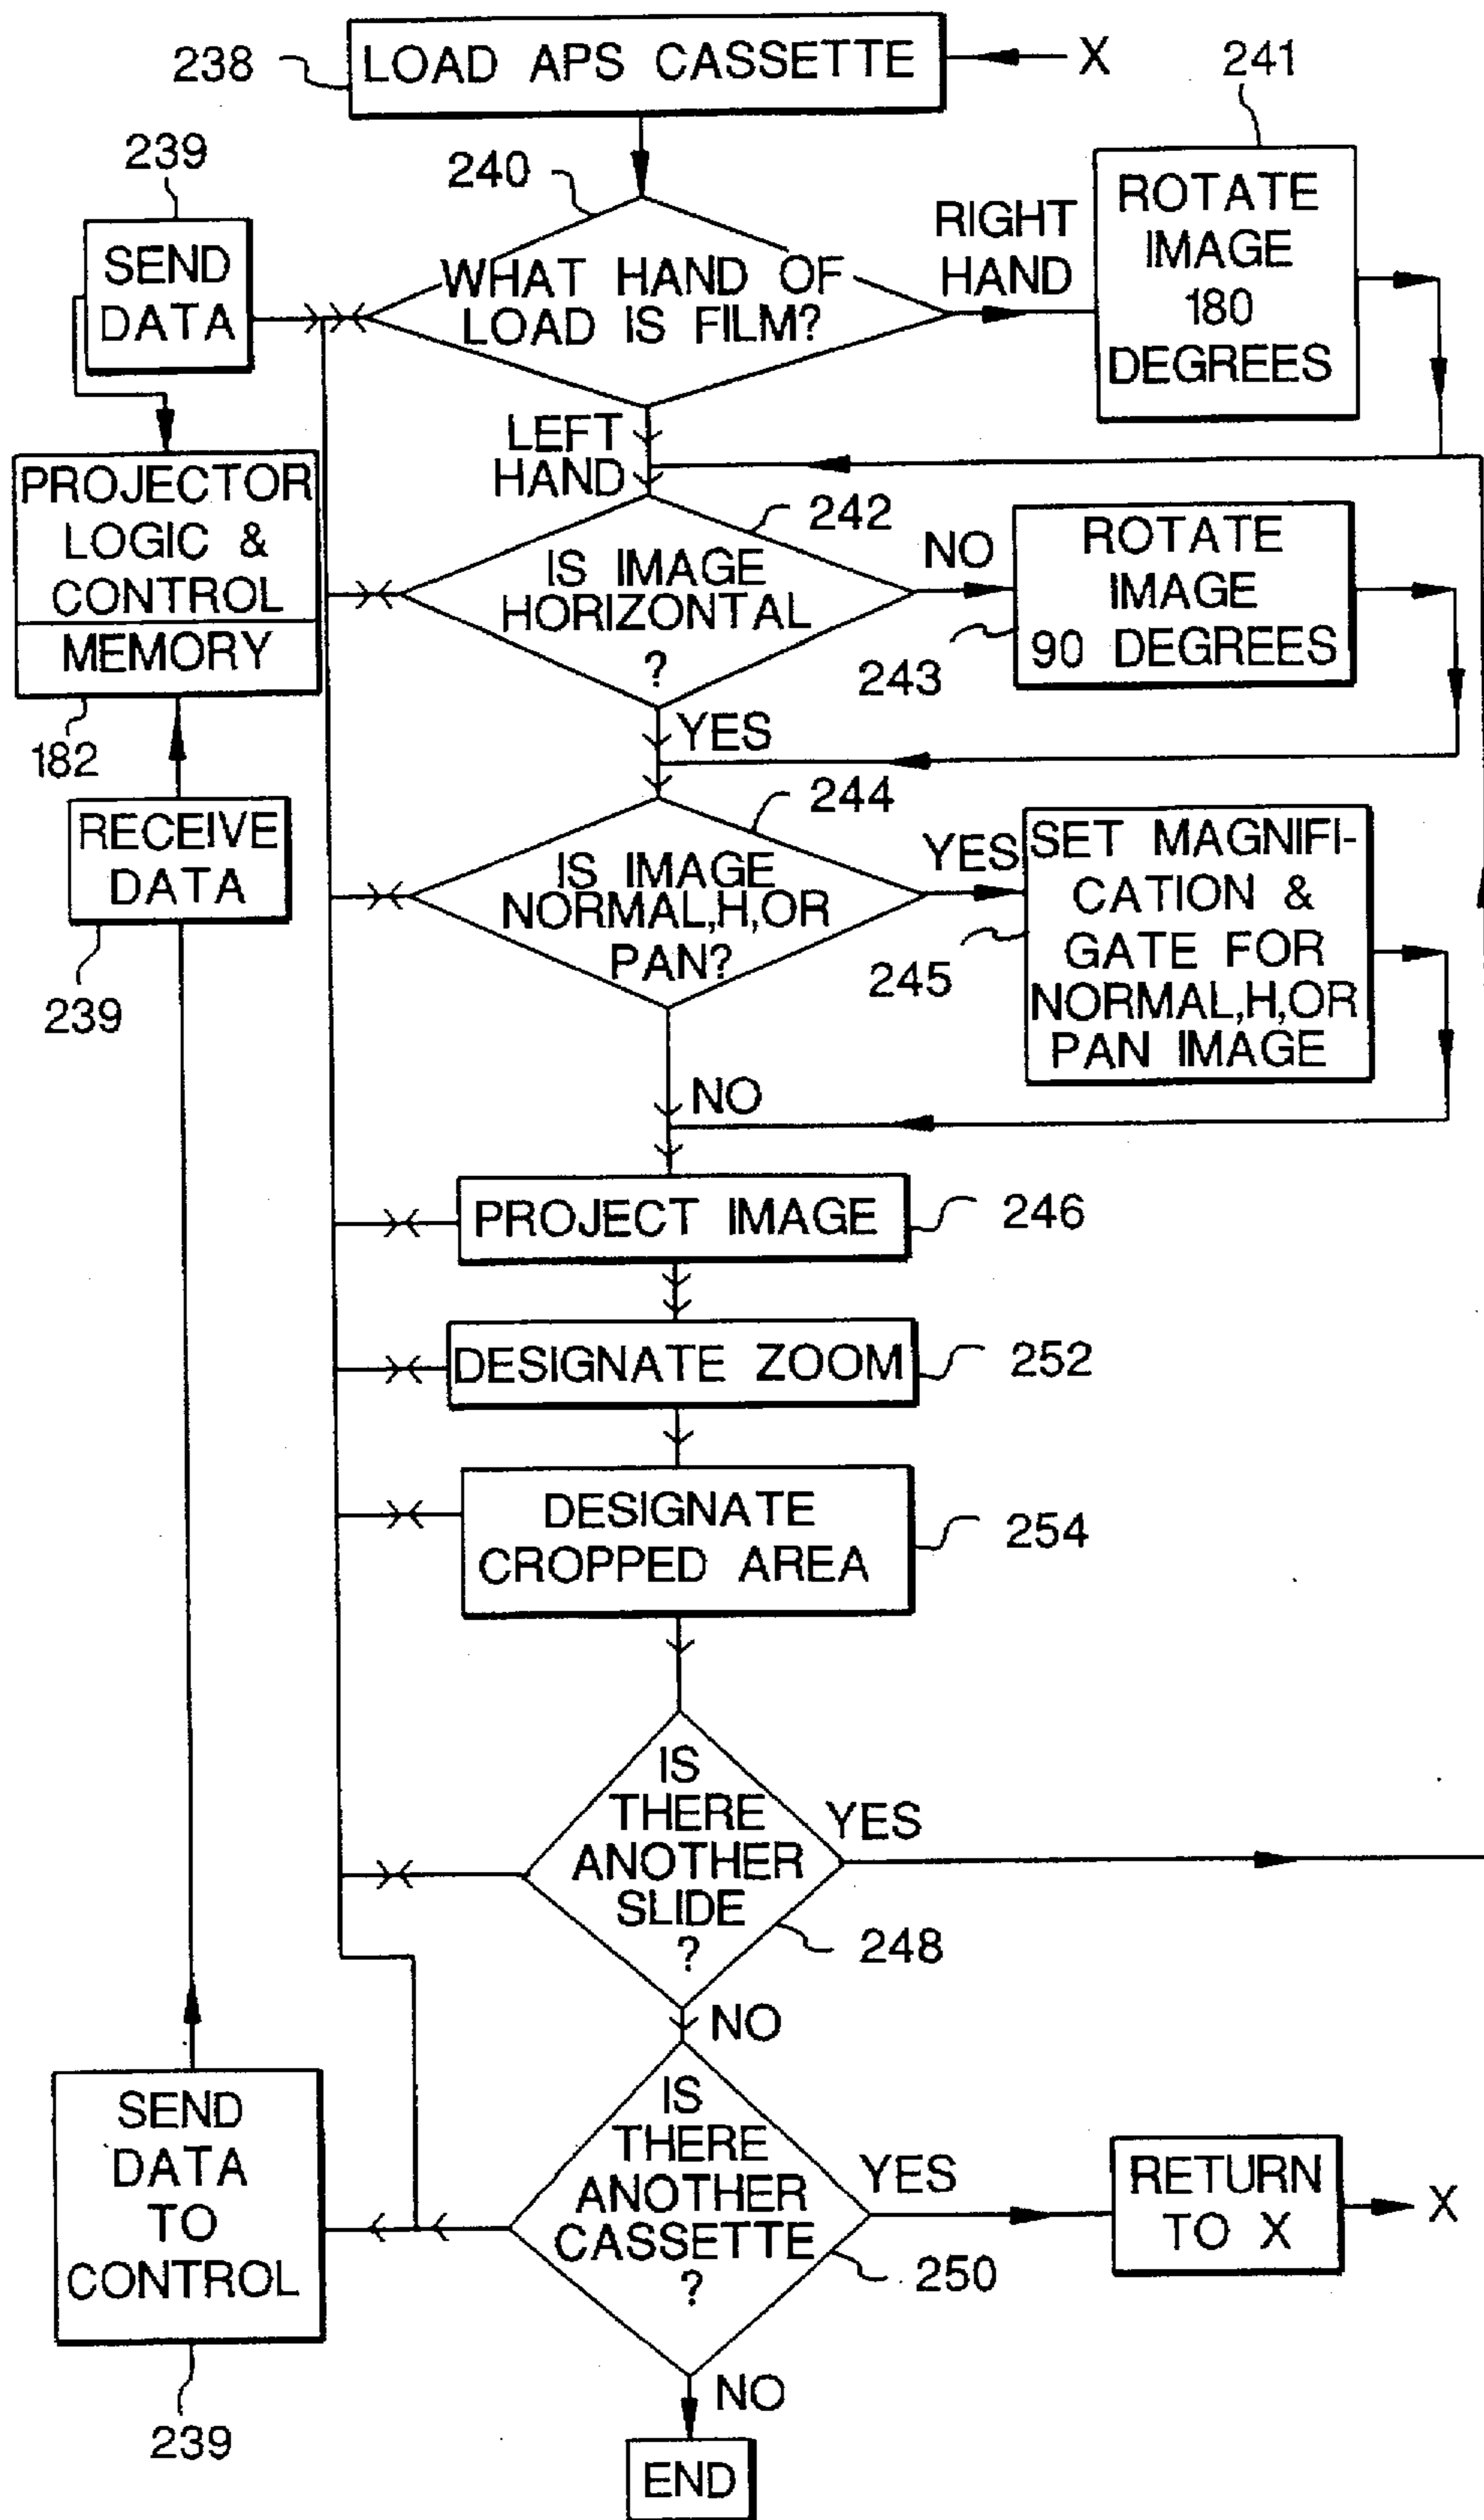 238
LOAD APS CASSETTE
X
241
239
240
SEND
DATA
WHAT HAND OF
LOAD IS FILM?
RIGHT
HAND
ROTATE
IMAGE
180
DEGREES
LEFT
HAND
PROJECTOR
LOGIC &
CONTROL
MEMORY
182
242
IS IMAGE
HORIZONTAL
?
NO
ROTATE
IMAGE
90 DEGREES
243
YES
RECEIVE
DATA
239
244
IS IMAGE
NORMAL,H,OR
PAN?
YES
SET MAGNIFI-
CATION &
GATE FOR
NORMAL,H,OR
PAN IMAGE
245
NO
PROJECT IMAGE
246
DESIGNATE ZOOM
252
DESIGNATE
CROPPED AREA
254
IS
THERE
ANOTHER
SLIDE
?
YES
248
NO
SEND
DATA
TO
CONTROL
239
IS
THERE
ANOTHER
CASSETTE
?
YES
250
RETURN
TO X
X
NO
END